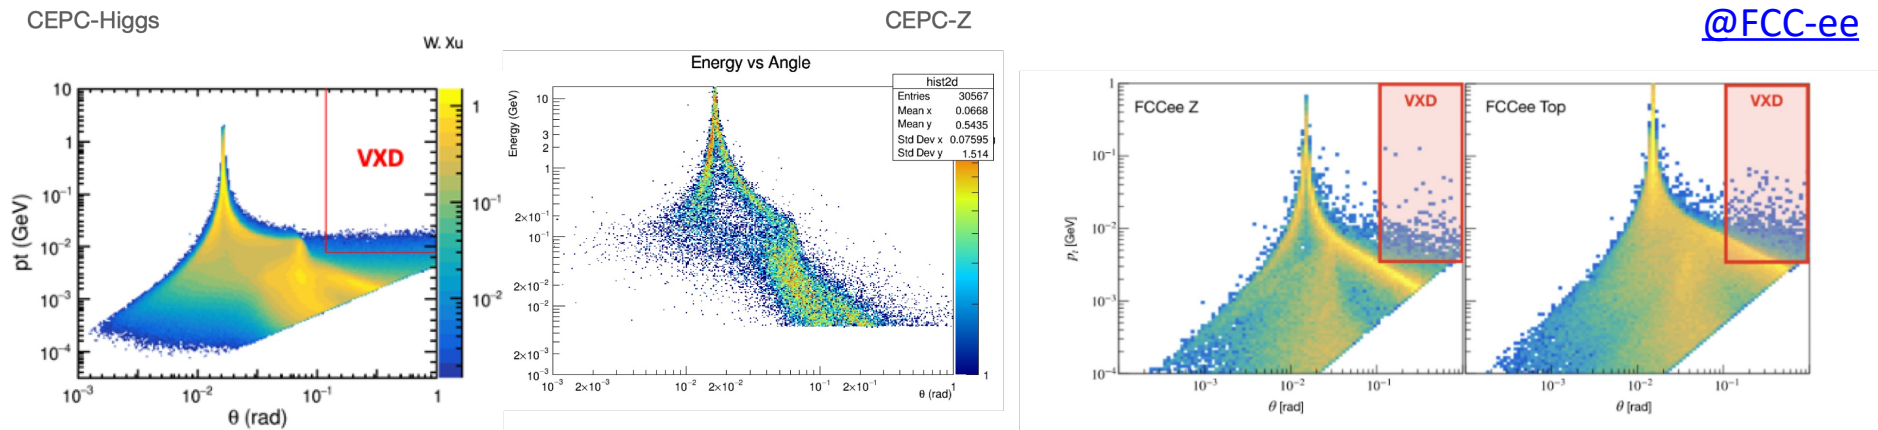 CEPC-Higgs
CEPC-Z
@FCC-ee
W. Xu
10
1
10⁻¹
10⁻²
10⁻³
10⁻⁴
pt (GeV)
VXD
10⁻³
10⁻²
10⁻¹
1
θ (rad)
1
10⁻¹
10⁻²
Energy vs Angle
hist2d
Entries 30567
Mean x 0.0668
Mean y 0.5435
Std Dev x 0.07595
Std Dev y 1.514
Energy (GeV)
10
3
2
1
2×10⁻¹
10⁻¹
2×10⁻²
10⁻²
2×10⁻³
10⁻³
10⁻³
2×10⁻³
10⁻²
2×10⁻²
10⁻¹
2×10⁻¹
1
θ (rad)
1
FCCee Z
VXD
FCCee Top
VXD
1
10⁻¹
10⁻²
10⁻³
10⁻⁴
pₜ [GeV]
10⁻³
10⁻²
10⁻¹
θ [rad]
10⁻³
10⁻²
10⁻¹
θ [rad]